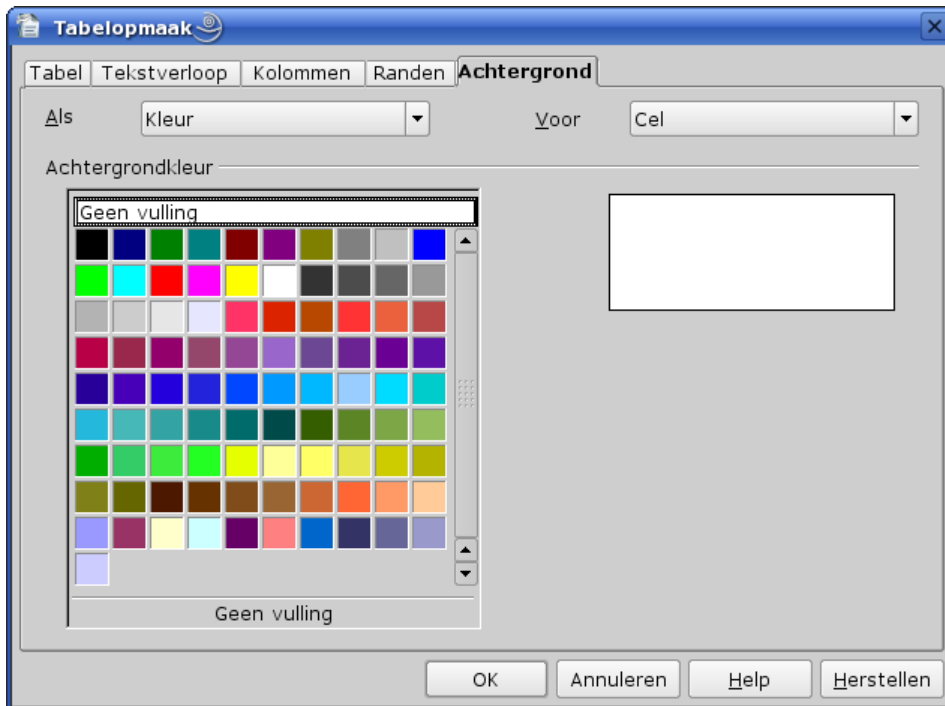 Tabelopmaak
Tabel Tekstverloop Kolommen Randen Achtergrond
Als Kleur Voor Cel
Achtergrondkleur
Geen vulling
Geen vulling
OK Annuleren Help Herstellen